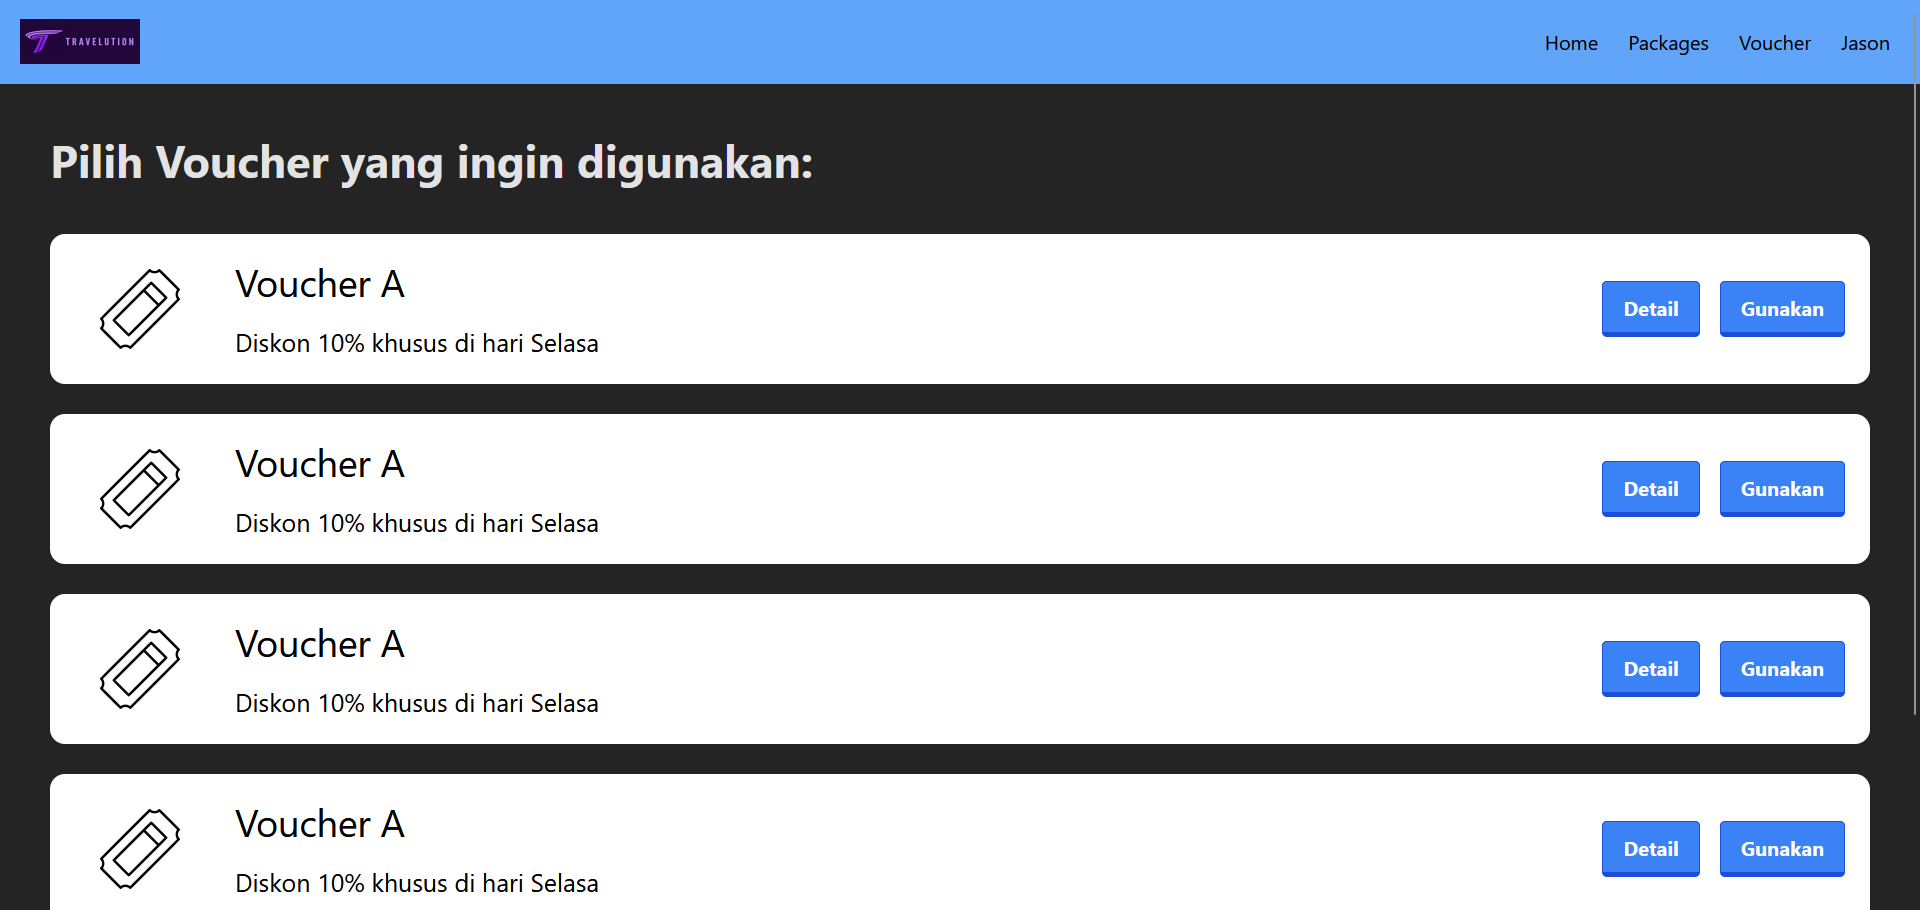 TRAVELUTION
Home Packages Voucher Jason
Pilih Voucher yang ingin digunakan:
Voucher A
Diskon 10% khusus di hari Selasa
Detail Gunakan
Voucher A
Diskon 10% khusus di hari Selasa
Detail Gunakan
Voucher A
Diskon 10% khusus di hari Selasa
Detail Gunakan
Voucher A
Diskon 10% khusus di hari Selasa
Detail Gunakan